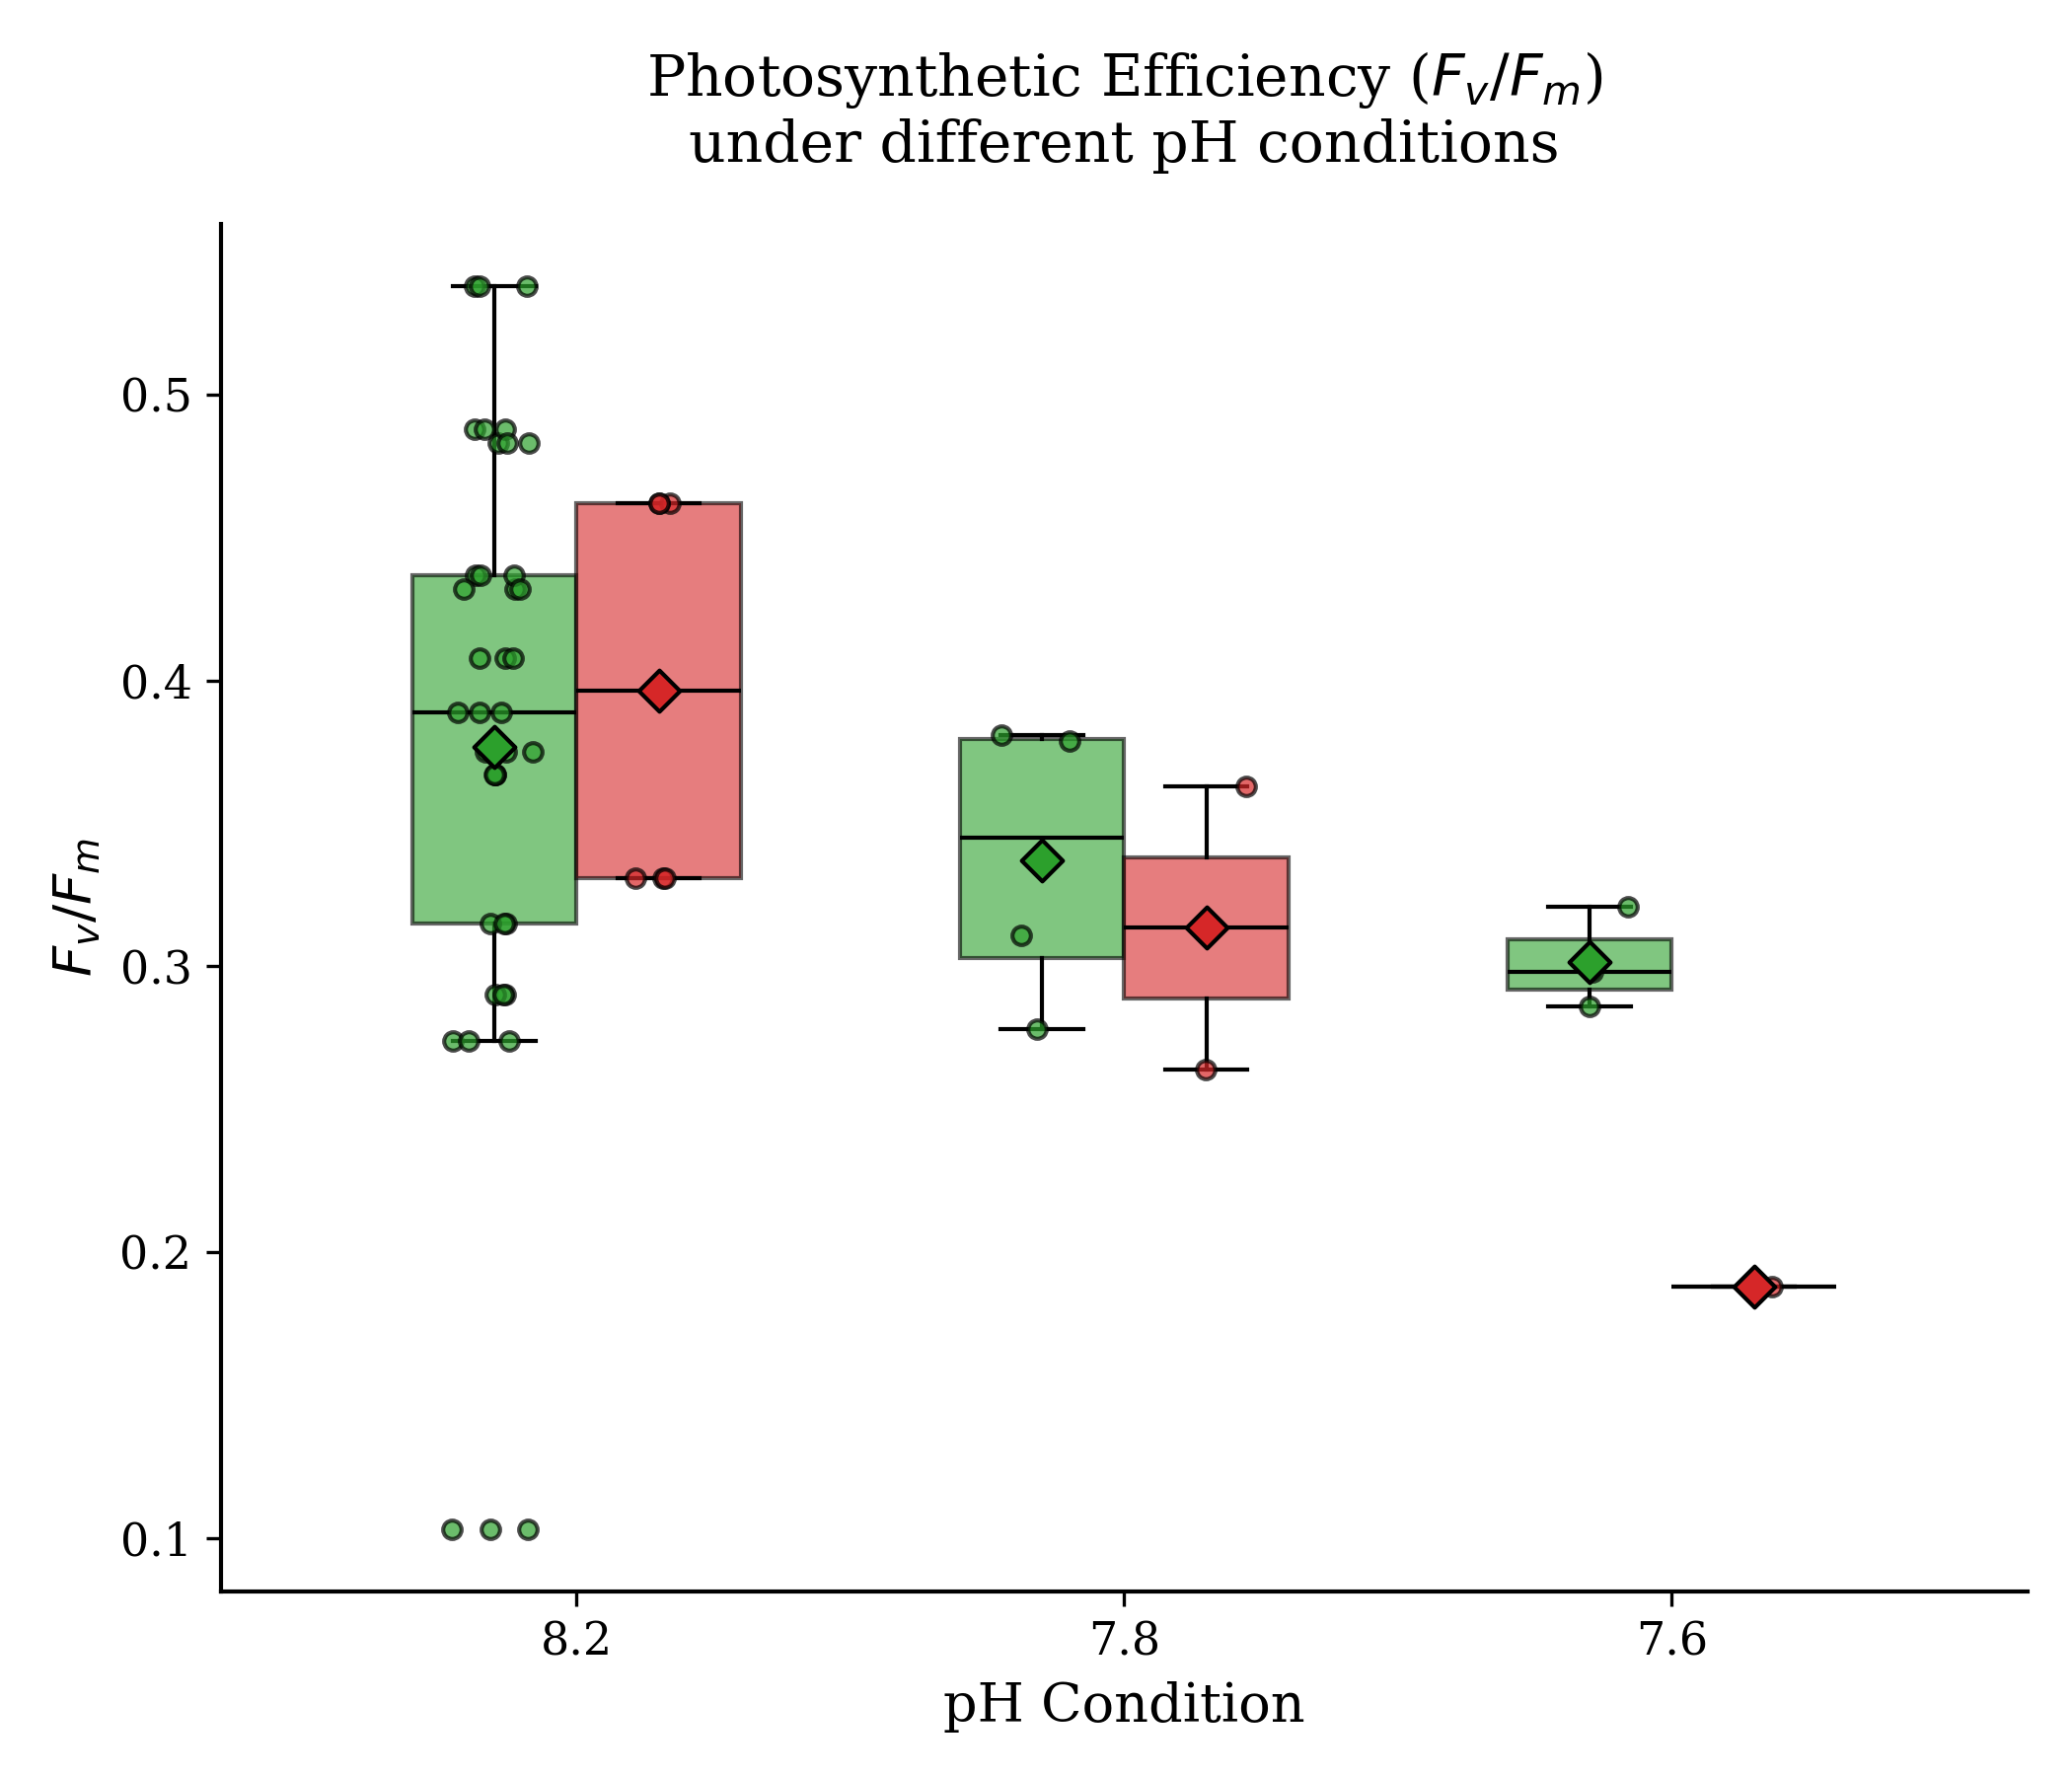 Photosynthetic Efficiency (Fv/Fm)
under different pH conditions
Fv/Fm
0.5
0.4
0.3
0.2
0.1
8.2 7.8 7.6
pH Condition